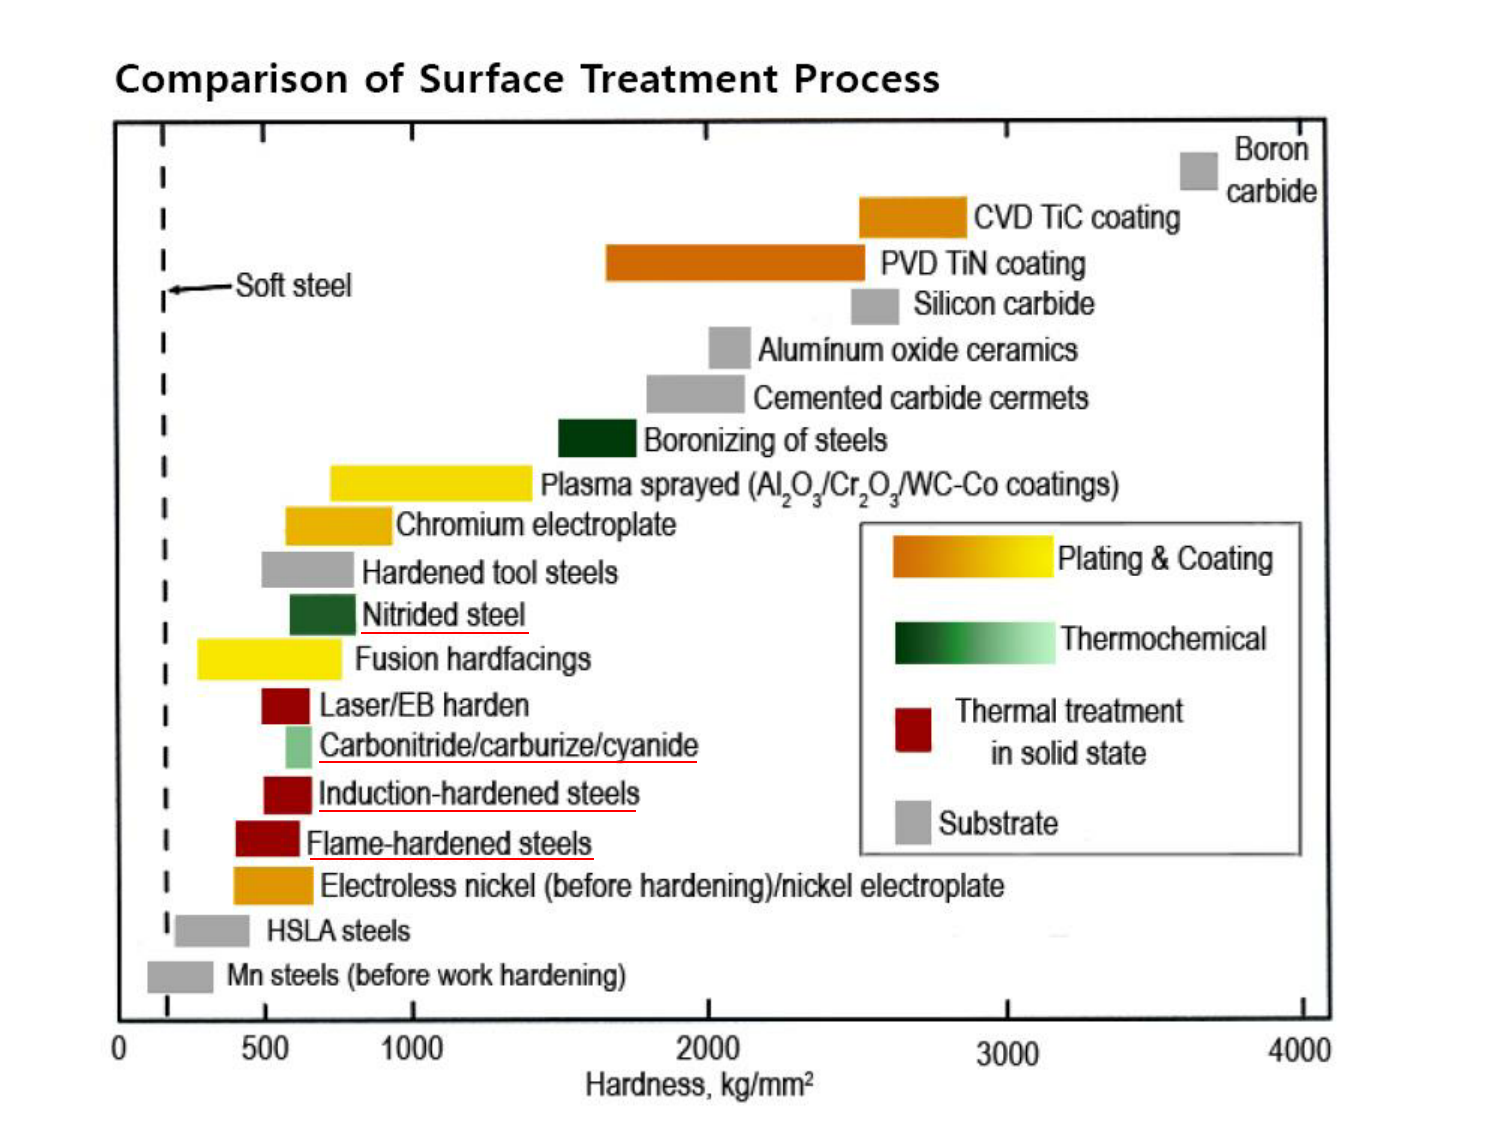 Comparison of Surface Treatment Process
Boron
carbide
CVD TiC coating
PVD TiN coating
Soft steel
Silicon carbide
Aluminum oxide ceramics
Cemented carbide cermets
Boronizing of steels
Plasma sprayed (Al₂O₃/Cr₂O₃/WC-Co coatings)
Chromium electroplate
Hardened tool steels
Nitrided steel
Fusion hardfacings
Laser/EB harden
Carbonitride/carburize/cyanide
Induction-hardened steels
Flame-hardened steels
Electroless nickel (before hardening)/nickel electroplate
HSLA steels
Mn steels (before work hardening)
Plating & Coating
Thermochemical
Thermal treatment
in solid state
Substrate
0 500 1000 2000 3000 4000
Hardness, kg/mm²